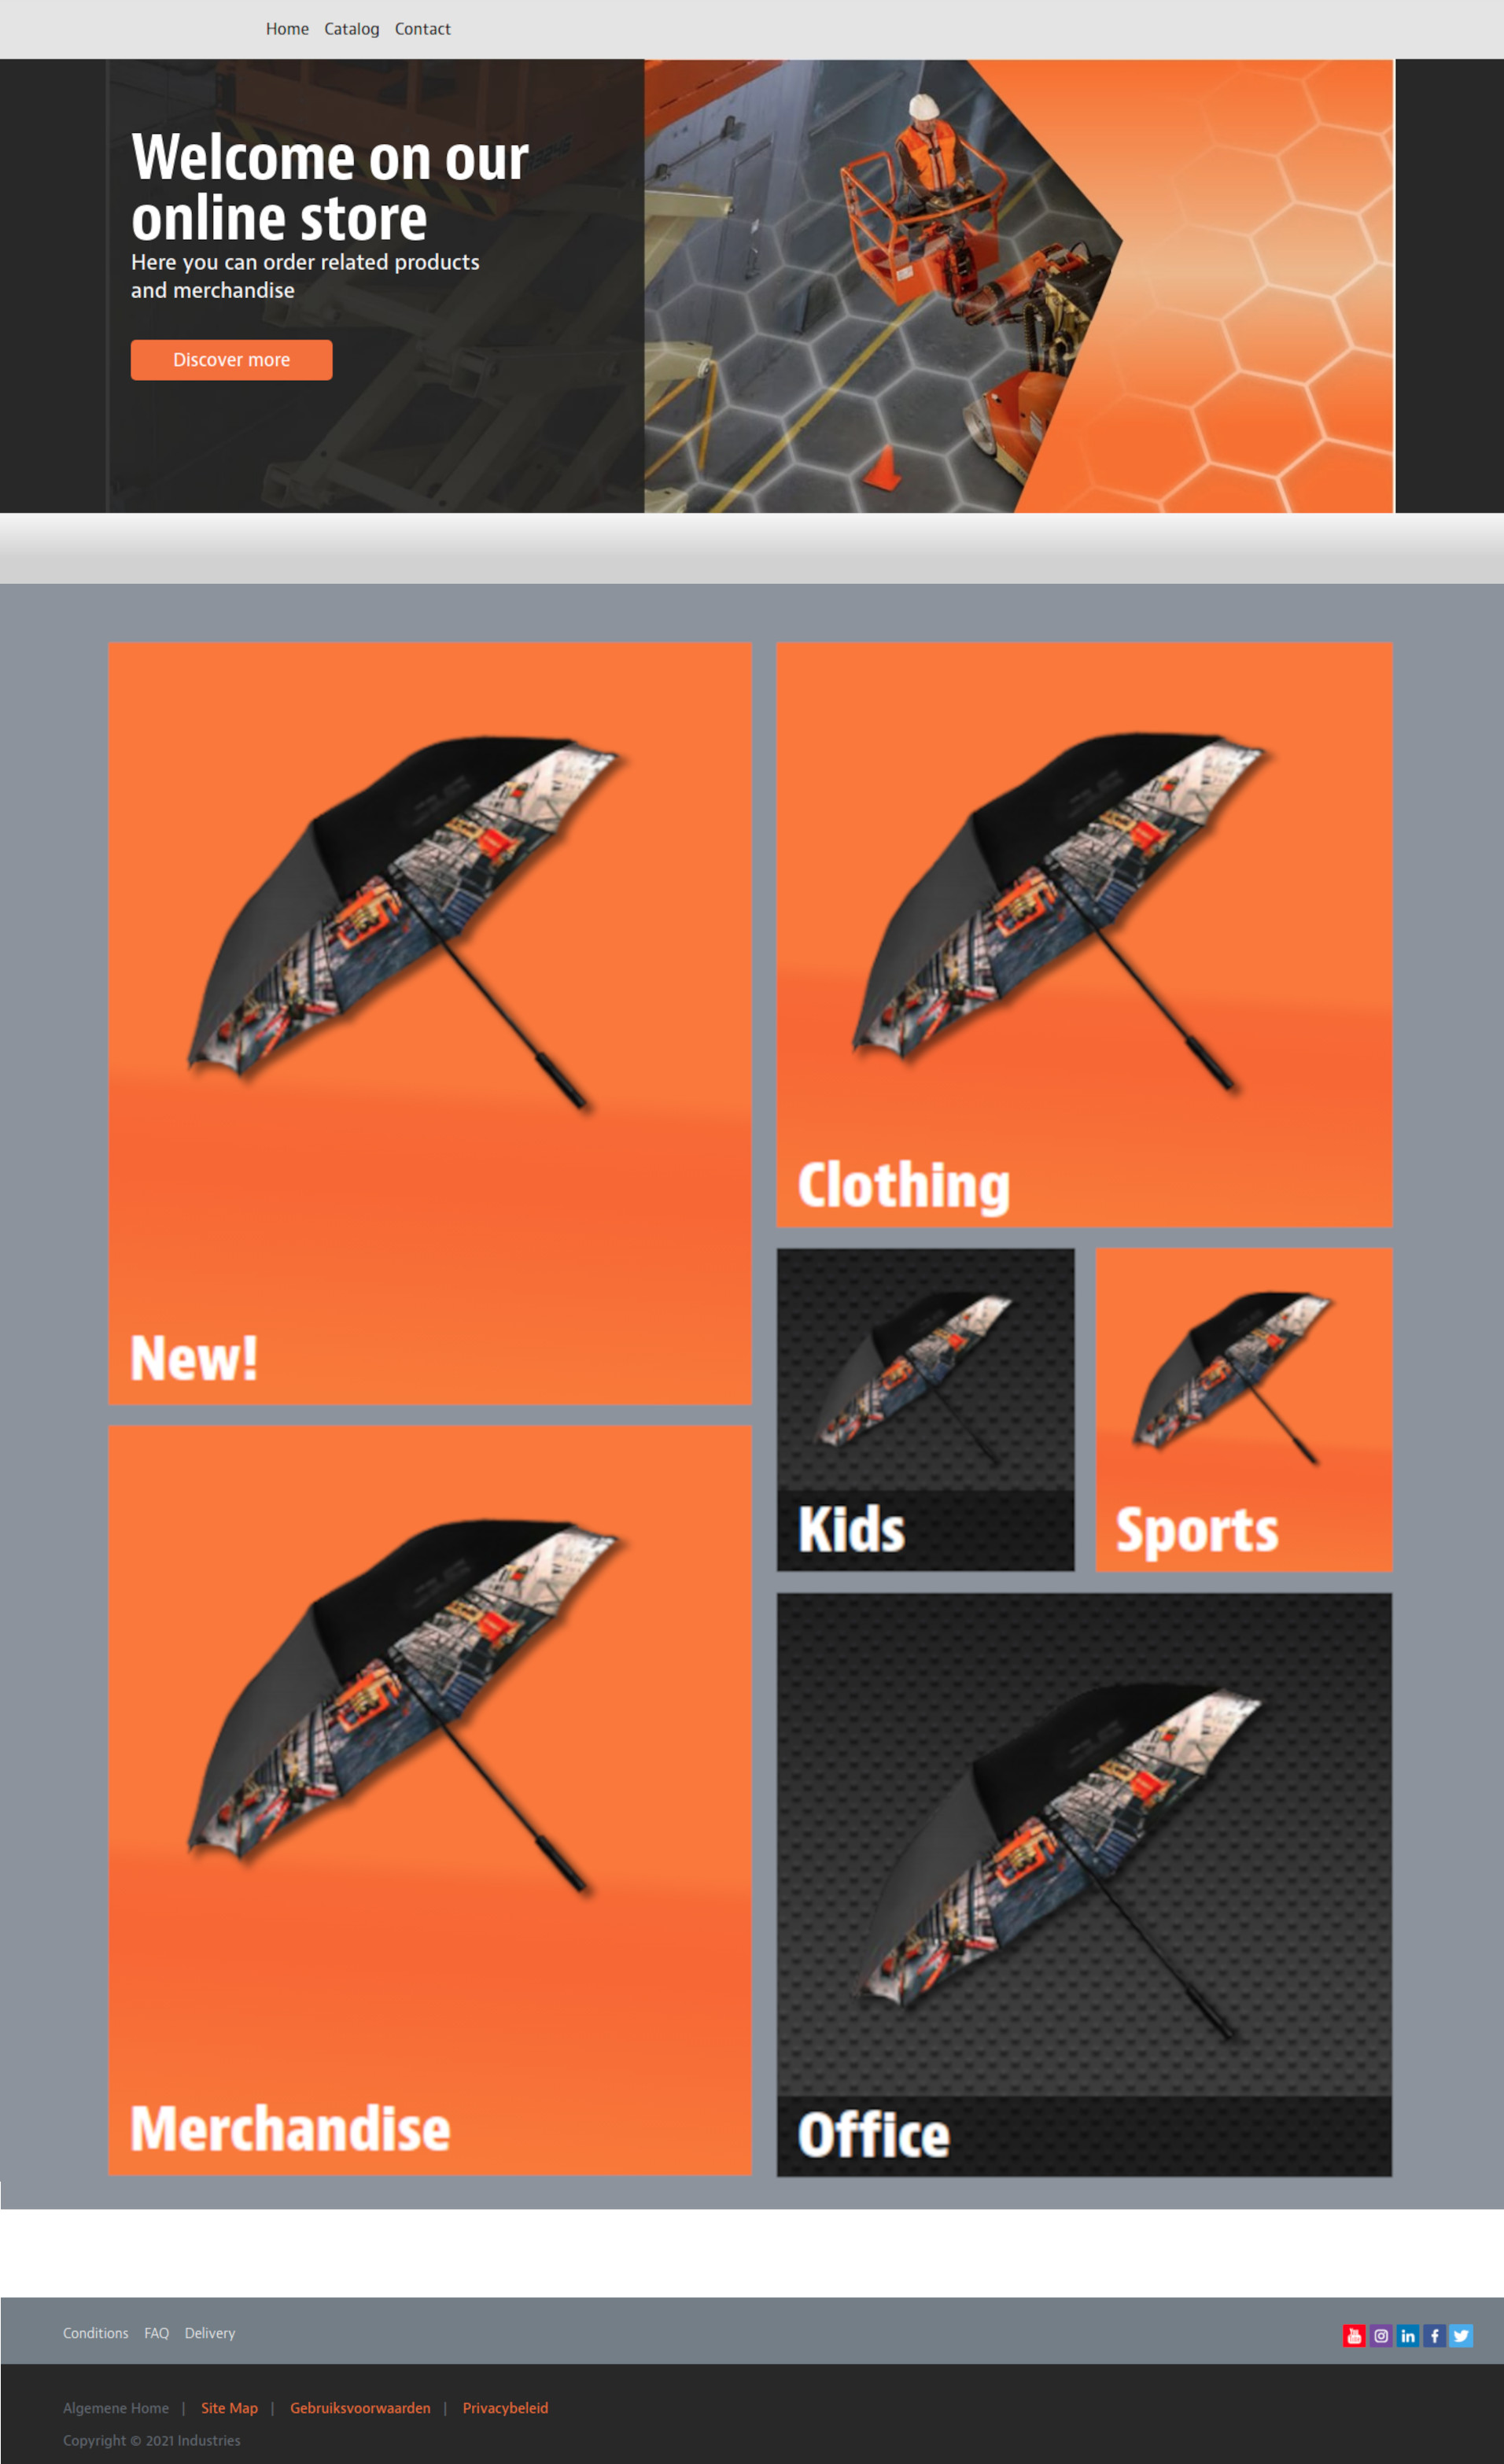 Home Catalog Contact
Welcome on our
online store
Here you can order related products
and merchandise
Discover more
New!
Clothing
Kids
Sports
Merchandise
Office
Conditions FAQ Delivery
Algemene Home | Site Map | Gebruiksvoorwaarden | Privacybeleid
Copyright © 2021 Industries